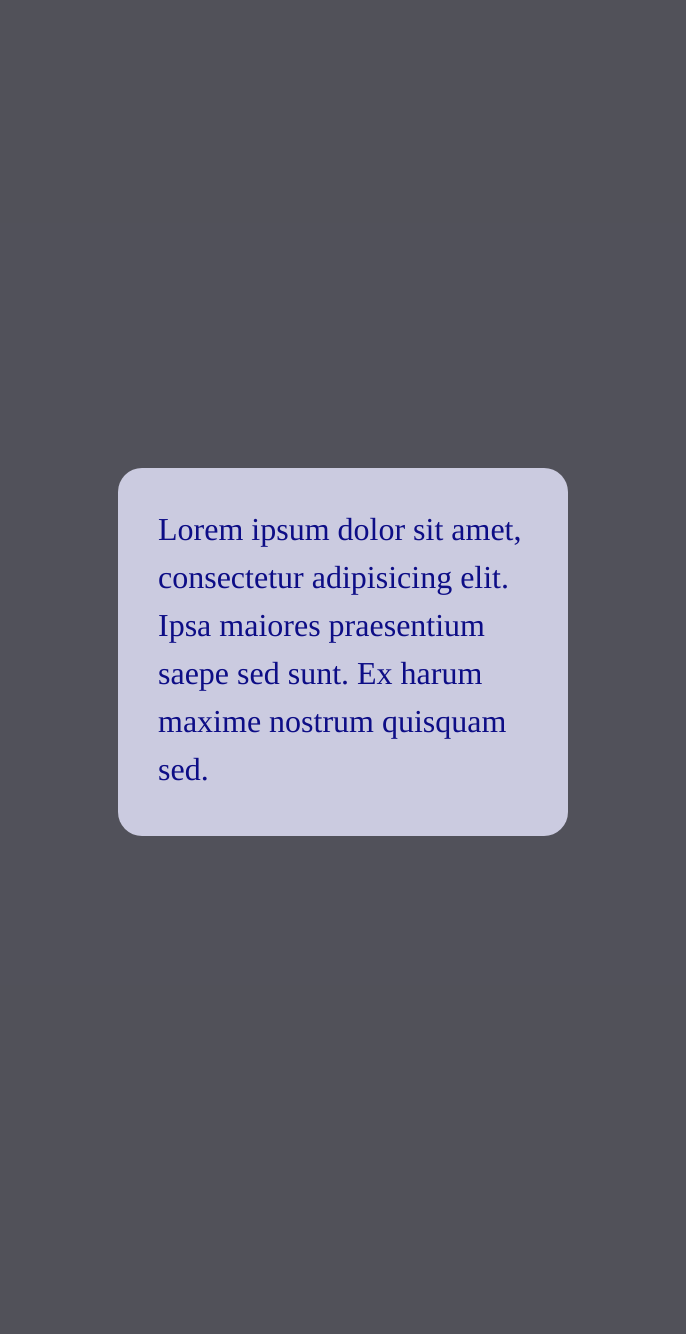 Lorem ipsum dolor sit amet,
consectetur adipisicing elit.
Ipsa maiores praesentium
saepe sed sunt. Ex harum
maxime nostrum quisquam
sed.